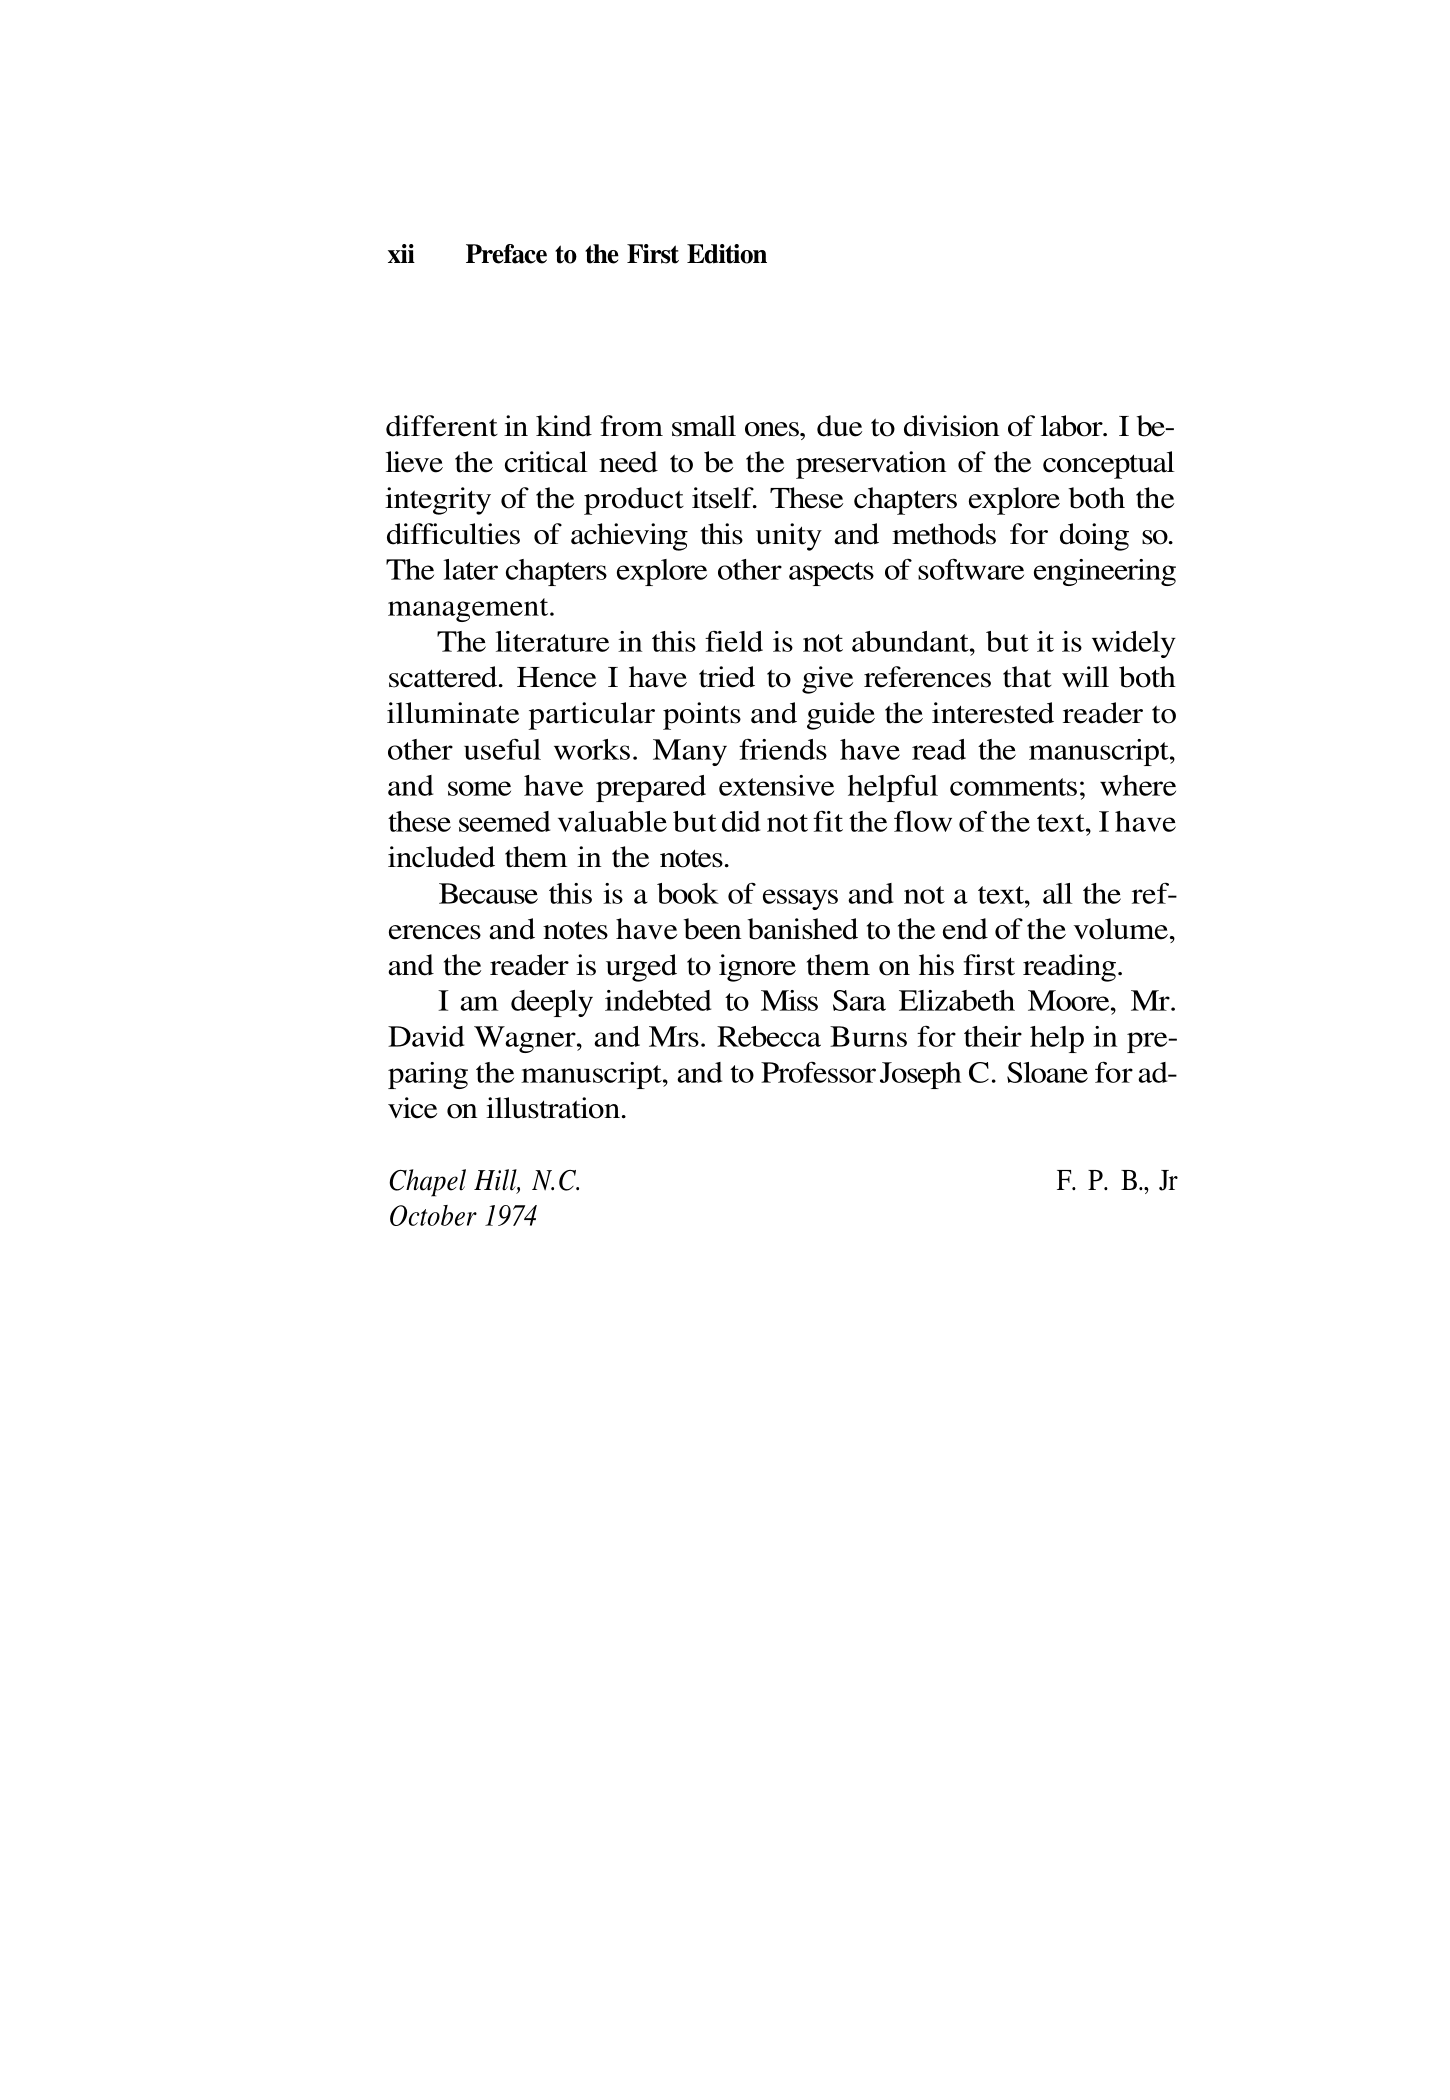 xii Preface to the First Edition
different in kind from small ones, due to division of labor. I be-
lieve the critical need to be the preservation of the conceptual
integrity of the product itself. These chapters explore both the
difficulties of achieving this unity and methods for doing so.
The later chapters explore other aspects of software engineering
management.
The literature in this field is not abundant, but it is widely
scattered. Hence I have tried to give references that will both
illuminate particular points and guide the interested reader to
other useful works. Many friends have read the manuscript,
and some have prepared extensive helpful comments; where
these seemed valuable but did not fit the flow of the text, I have
included them in the notes.
Because this is a book of essays and not a text, all the ref-
erences and notes have been banished to the end of the volume,
and the reader is urged to ignore them on his first reading.
I am deeply indebted to Miss Sara Elizabeth Moore, Mr.
David Wagner, and Mrs. Rebecca Burns for their help in pre-
paring the manuscript, and to Professor Joseph C. Sloane for ad-
vice on illustration.
Chapel Hill, N.C. F. P. B., Jr
October 1974